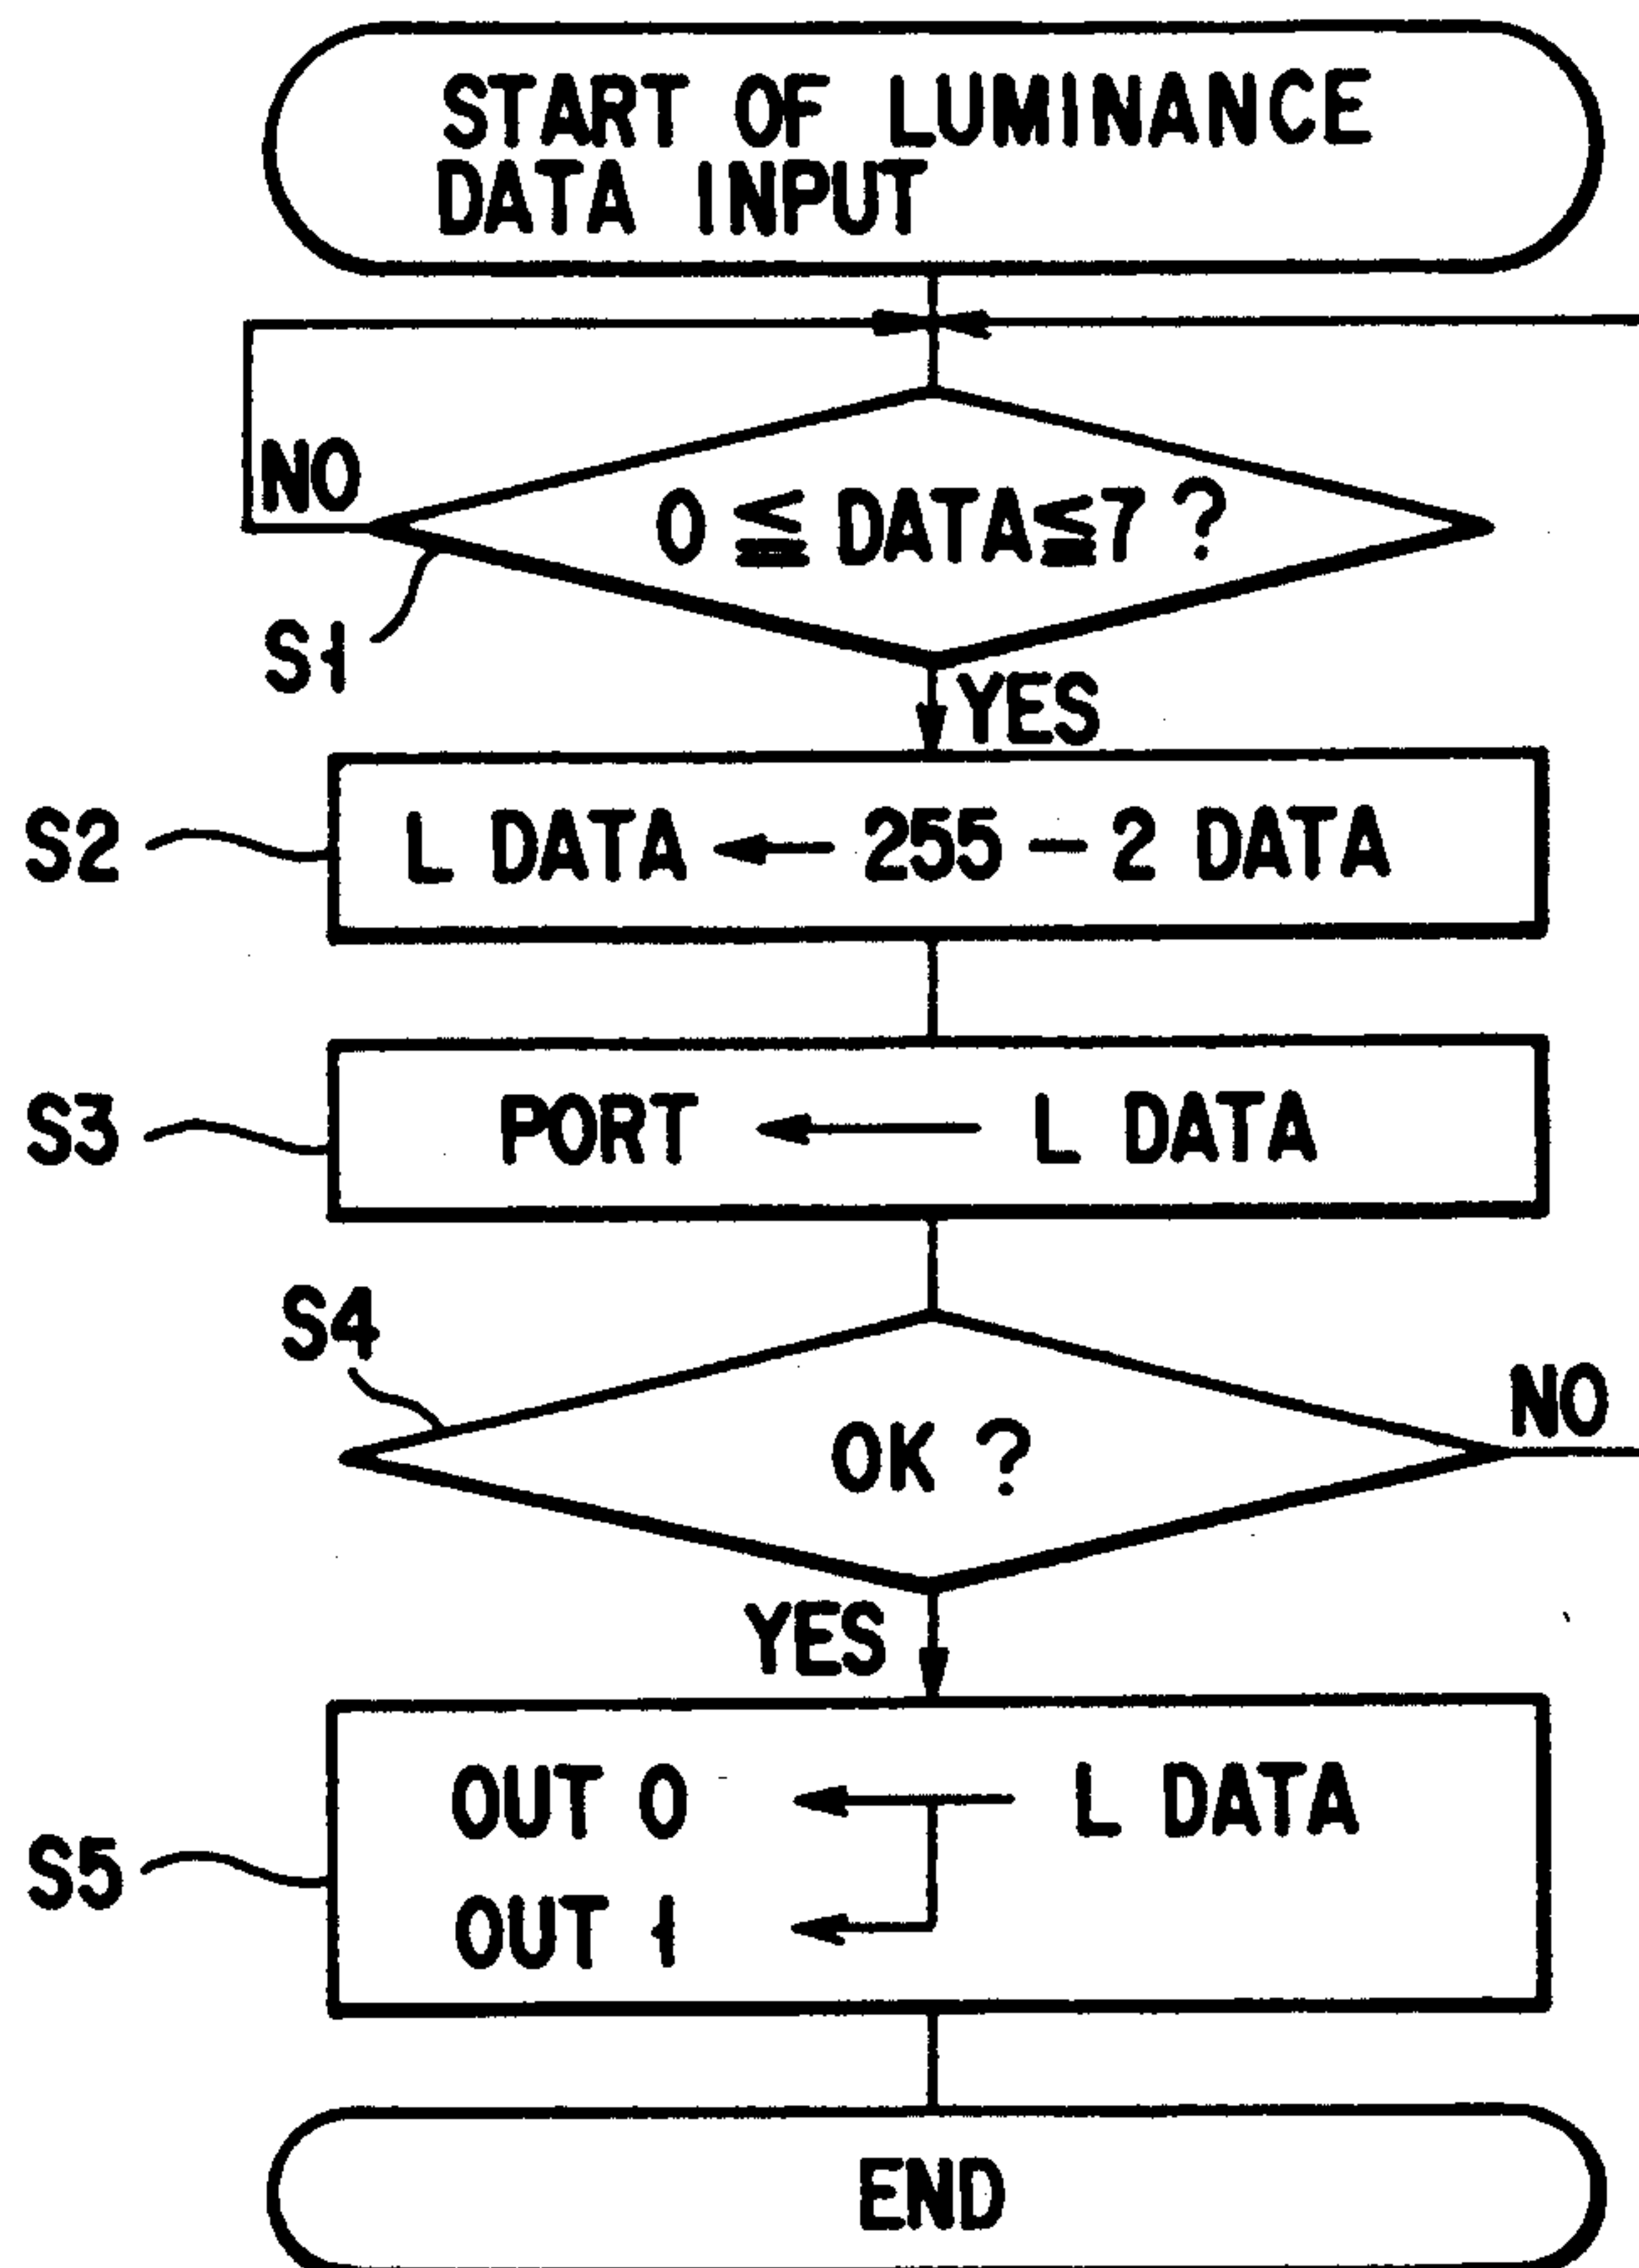 START OF LUMINANCE
DATA INPUT
NO
0 ≦ DATA ≦ 7 ?
S1
YES
S2
L DATA ← 255 - 2 DATA
S3
PORT ← L DATA
S4
OK ?
NO
YES
S5
OUT 0 ← L DATA
OUT 1 ←
END